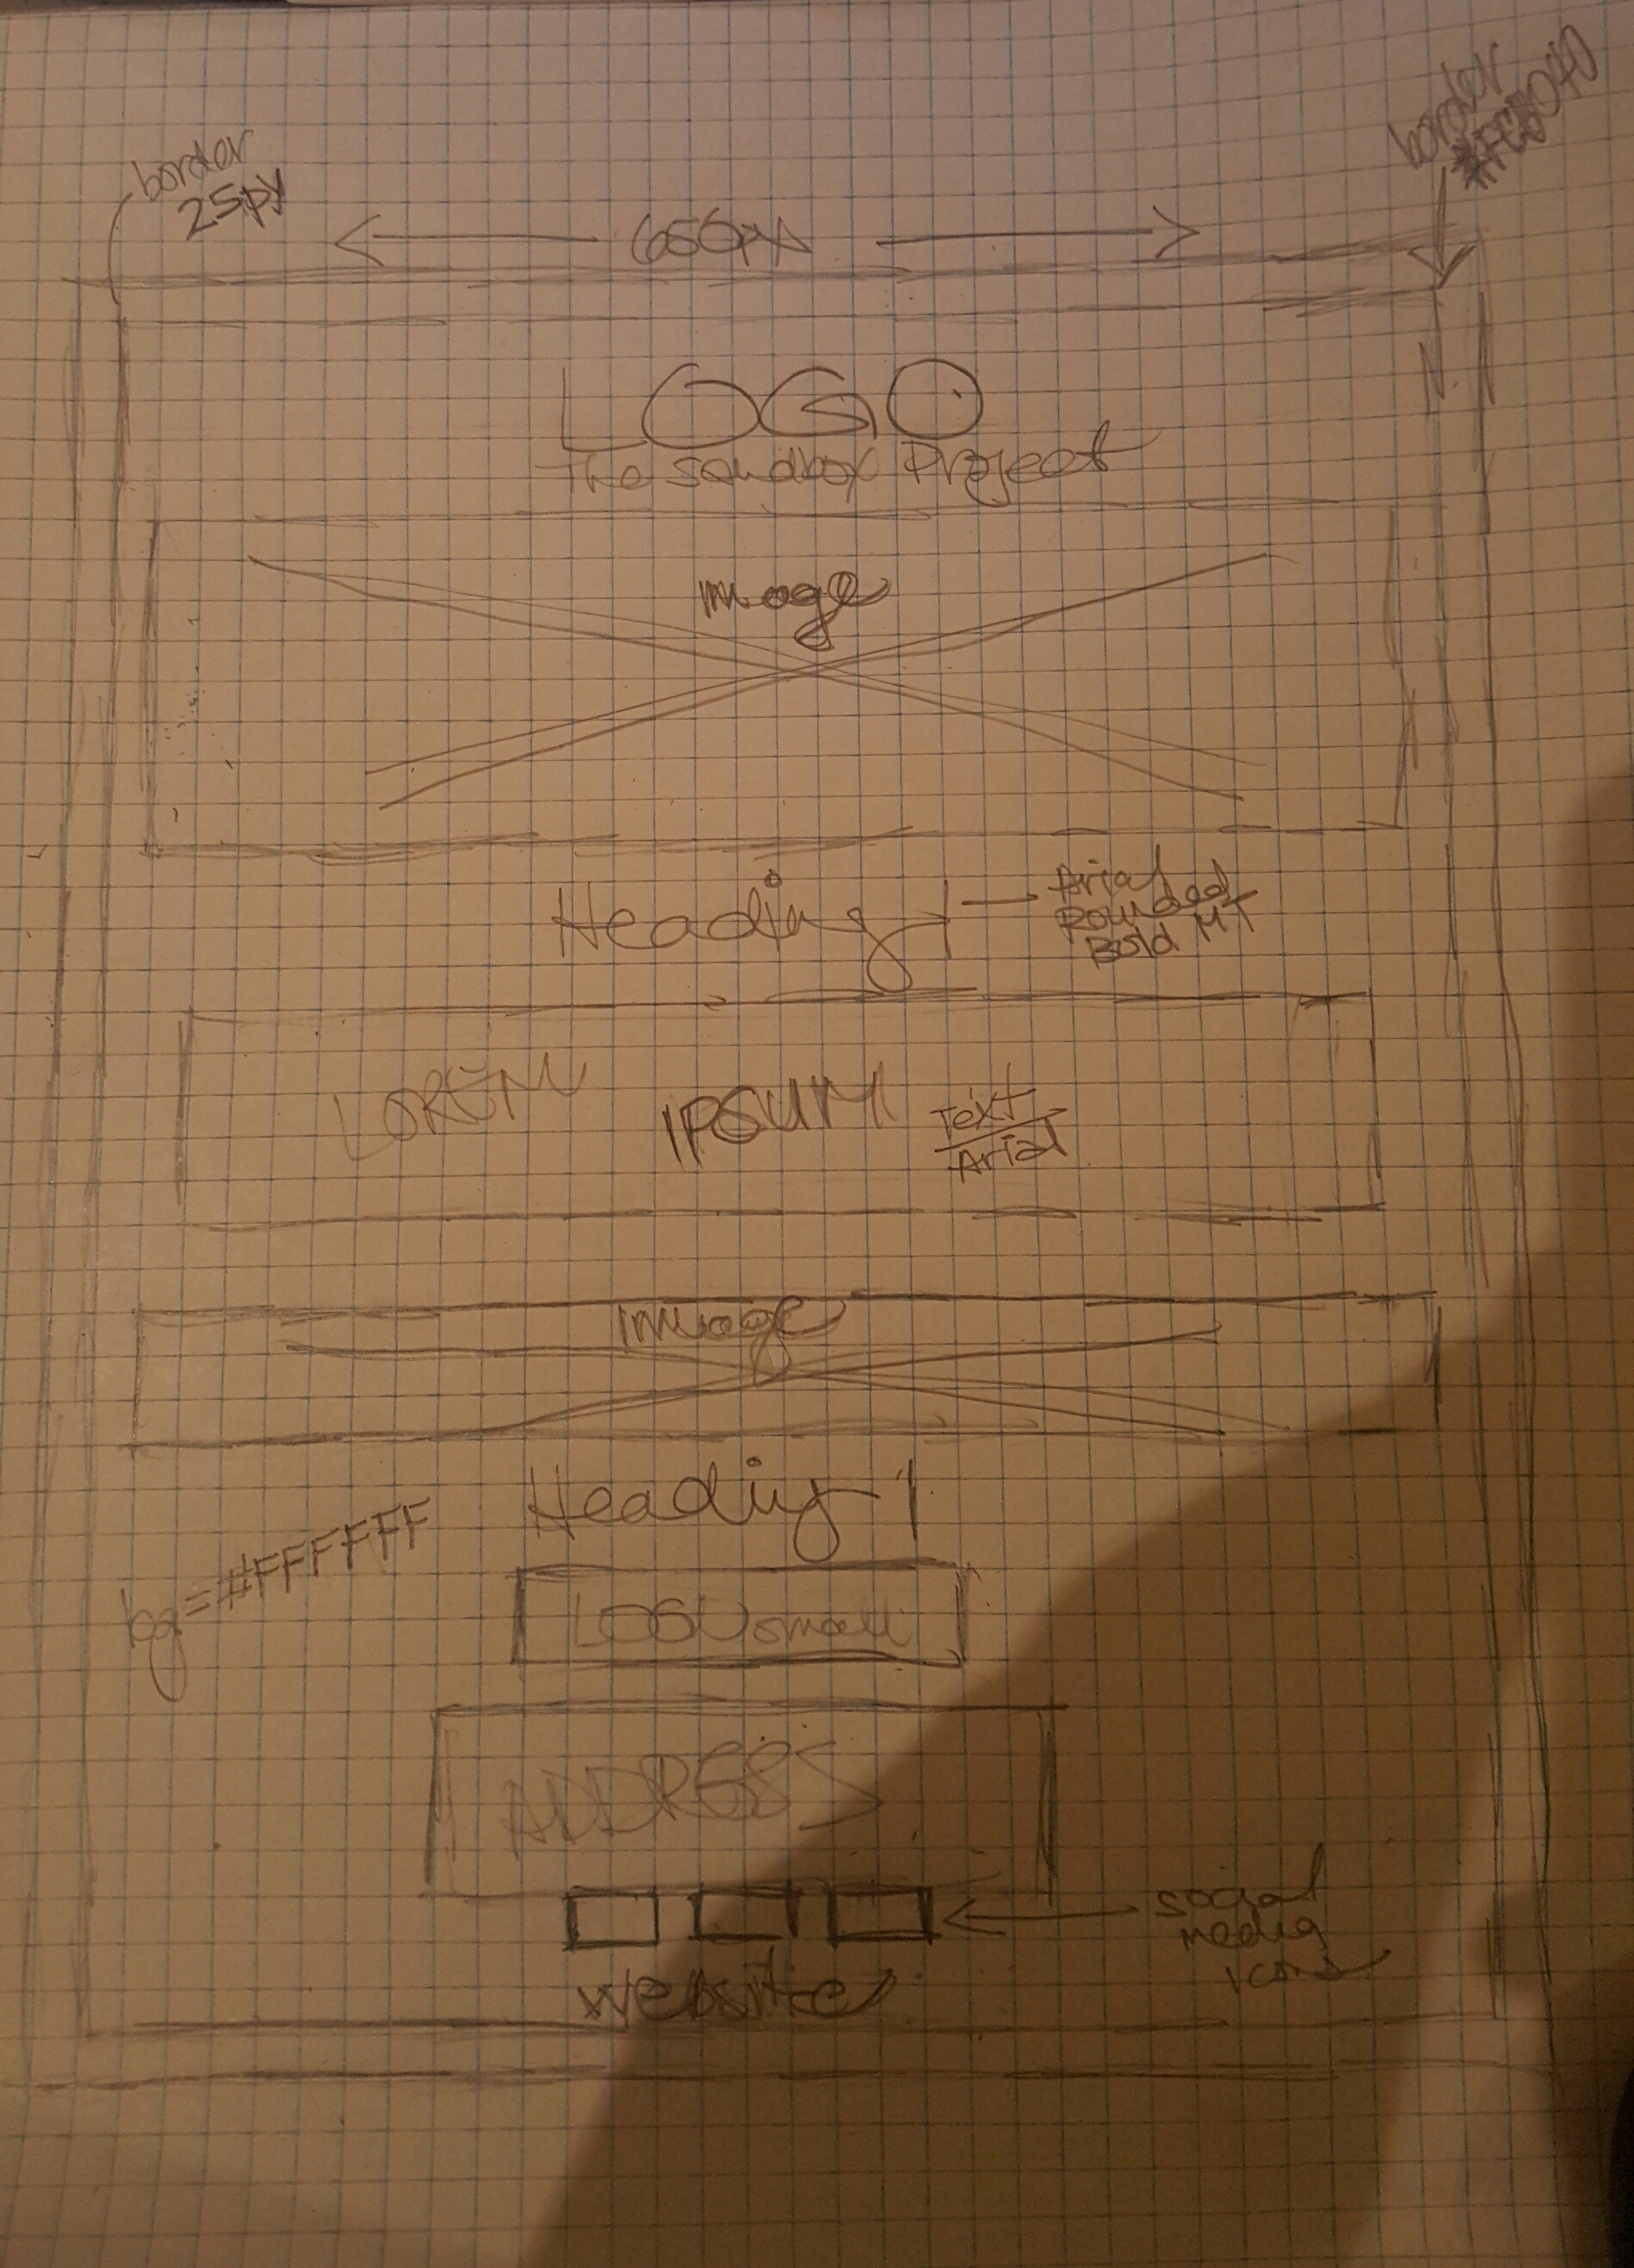 border
25px
650px
border
LOGO
The sandbox Project
image
Heading 1
Arial
Rounded
Bold MT
LOREM IPSUM
Text
Arial
image
Heading 1
bg=#FFFFFF
LOGO small
ADDRESS
social
media
icons
website